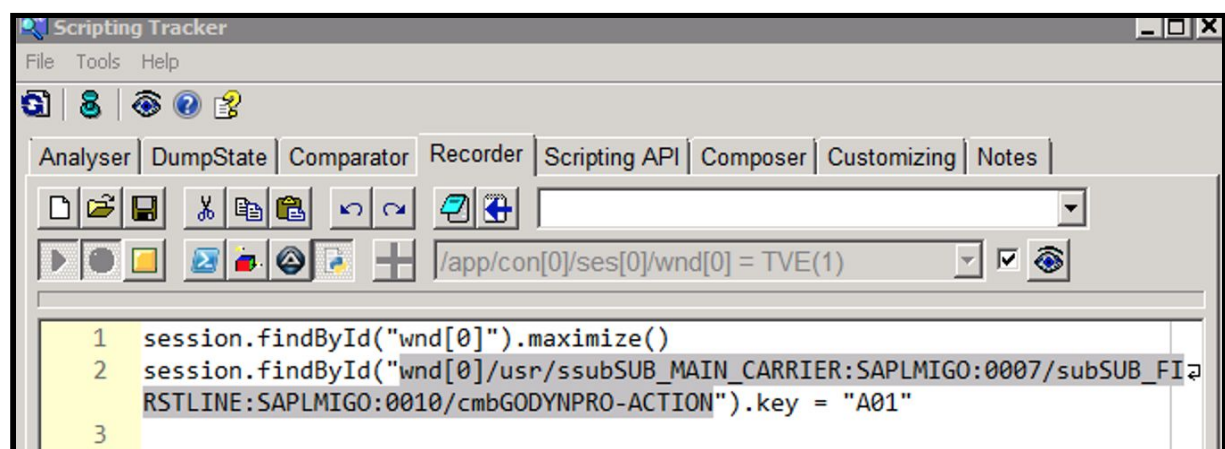 Scripting Tracker
File Tools Help
Analyser DumpState Comparator Recorder Scripting API Composer Customizing Notes
/app/con[0]/ses[0]/wnd[0] = TVE(1)
1 session.findById("wnd[0]").maximize()
2 session.findById("wnd[0]/usr/ssubSUB_MAIN_CARRIER:SAPLMIGO:0007/subSUB_FI
RSTLINE:SAPLMIGO:0010/cmbGODYNPRO-ACTION").key = "A01"
3